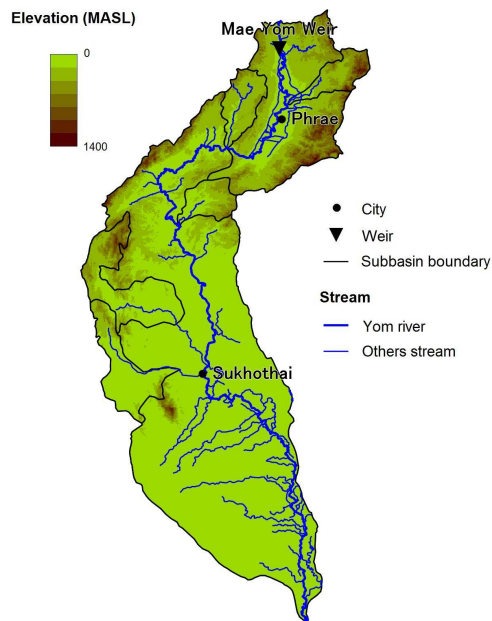 Elevation (MASL)
0
1400
Mae Yom Weir
Phrae
City
Weir
Subbasin boundary
Stream
Yom river
Others stream
Sukhothai